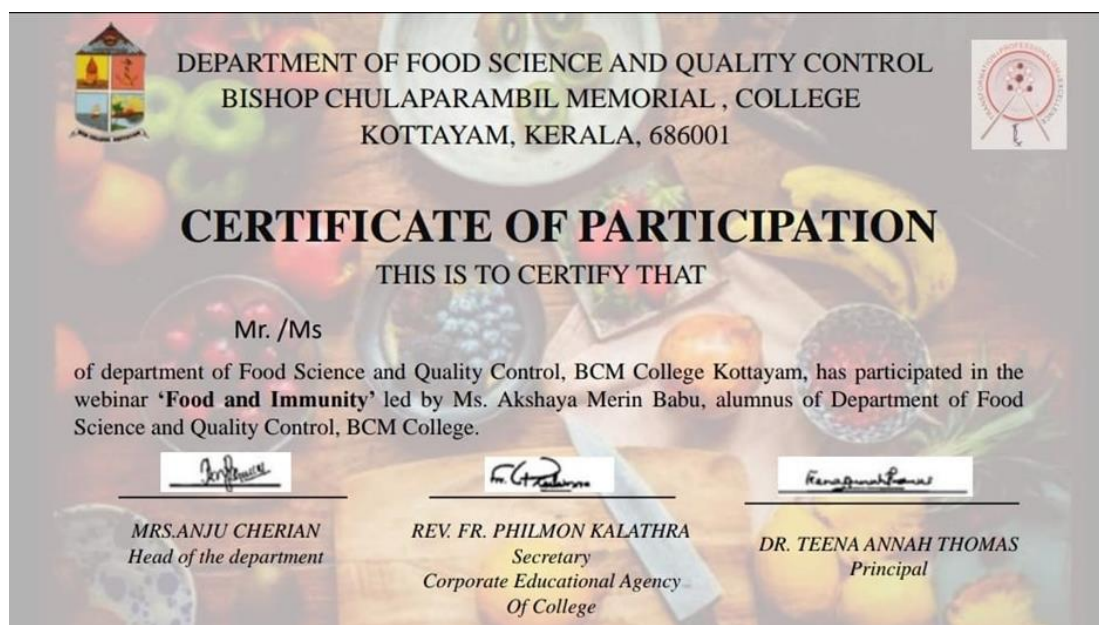 DEPARTMENT OF FOOD SCIENCE AND QUALITY CONTROL
BISHOP CHULAPARAMBIL MEMORIAL , COLLEGE
KOTTAYAM, KERALA, 686001
TRANSFORMATION•PROFESSIONALISM•EXCELLENCE
CERTIFICATE OF PARTICIPATION
THIS IS TO CERTIFY THAT
Mr. /Ms
of department of Food Science and Quality Control, BCM College Kottayam, has participated in the
webinar ‘Food and Immunity’ led by Ms. Akshaya Merin Babu, alumnus of Department of Food
Science and Quality Control, BCM College.
MRS.ANJU CHERIAN
Head of the department
REV. FR. PHILMON KALATHRA
Secretary
Corporate Educational Agency
Of College
DR. TEENA ANNAH THOMAS
Principal